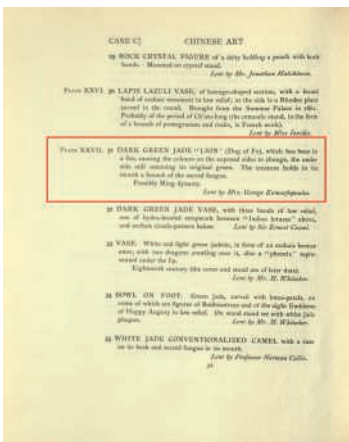 CASE C] CHINESE ART
29 ROCK CRYSTAL FIGURE of a deity holding a peach with both
hands. Mounted on crystal stand.
Lent by Mr. Jonathan Hutchinson.
PLATE XXVI. 30 LAPIS LAZULI VASE, of hexagon-shaped section, with a broad
band of archaic ornament in low relief; at the side is a Rhodes plant
carved in the round. Brought from the Summer Palace in
Probably of the period of Ch'ien-lung (the ormoulu stand, in the form
of a branch of pomegranates and rocks, is French work).
Lent by Miss
PLATE XXVII. 31 DARK GREEN JADE "LION" (Dog of Fo), which has been in
a fire, causing the colours on the exposed sides to change, the under
side still retaining its original green. The creature holds in its
mouth a branch of the sacred fungus.
Possibly Ming dynasty.
Lent by Mrs. George Eumorfopoulos.
32 DARK GREEN JADE VASE, with three bands of low relief,
one of hydra-headed strapwork between "Joo-e heads" above,
and archaic clouds-pattern below. Lent by Sir Ernest Cassel.
33 VASE. White and light green jadeite, in form of an archaic bronze
ewer, with two dragons crawling over it, also a "phoenix" repre-
sented under the lip.
Eighteenth century (the cover and stand are of later date).
Lent by Mr. H. Whitaker.
34 BOWL ON FOOT. Green jade, carved with lotus-petals, on
some of which are figures of Bodhisattvas and of the eight Emblems
of Happy Augury in low relief. On wood stand set with white jade
plaques. Lent by Mr. H. Whitaker.
35 WHITE JADE CONVENTIONALIZED CAMEL with a
on its back and sacred fungus in its mouth.
Lent by Professor Norman Collie.